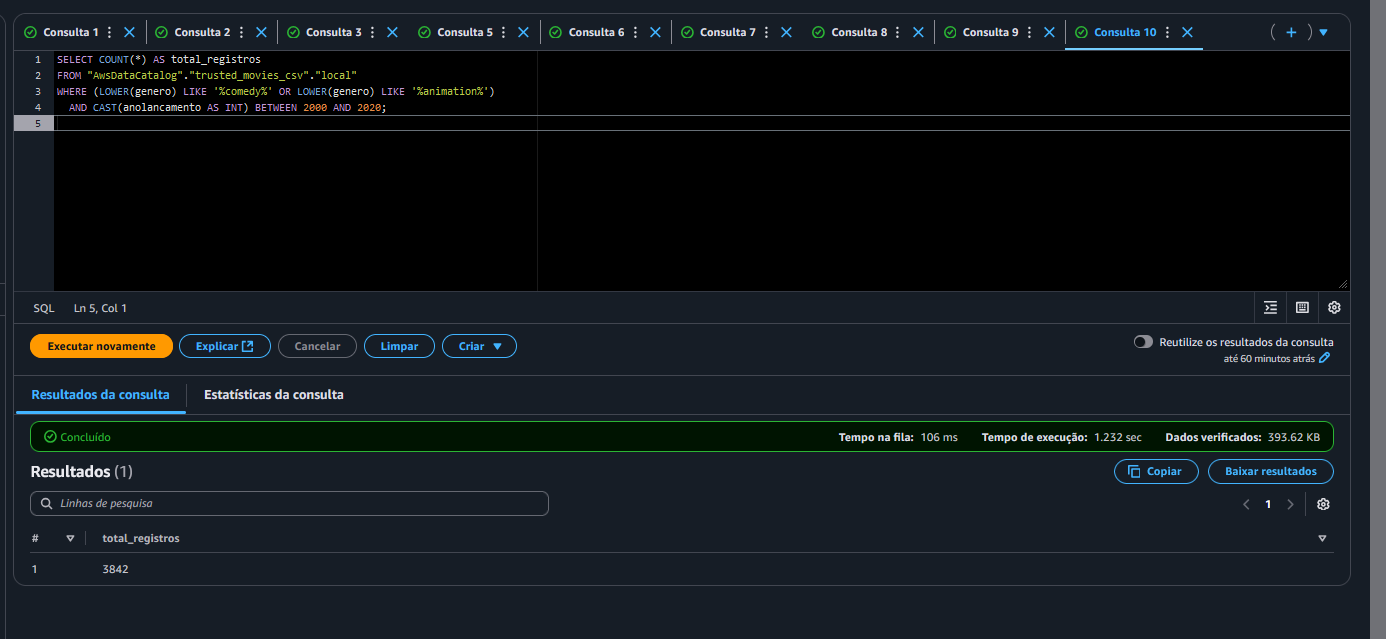 Consulta 1 Consulta 2 Consulta 3 Consulta 5 Consulta 6 Consulta 7 Consulta 8 Consulta 9 Consulta 10
1 SELECT COUNT(*) AS total_registros
2 FROM "AwsDataCatalog"."trusted_movies_csv"."local"
3 WHERE (LOWER(genero) LIKE '%comedy%' OR LOWER(genero) LIKE '%animation%')
4 AND CAST(anolancamento AS INT) BETWEEN 2000 AND 2020;
5
SQL Ln 5, Col 1
Executar novamente Explicar Cancelar Limpar Criar Reutilize os resultados da consulta
até 60 minutos atrás
Resultados da consulta Estatísticas da consulta
Concluído Tempo na fila: 106 ms Tempo de execução: 1.232 sec Dados verificados: 393.62 KB
Resultados (1) Copiar Baixar resultados
Linhas de pesquisa 1
# total_registros
1 3842